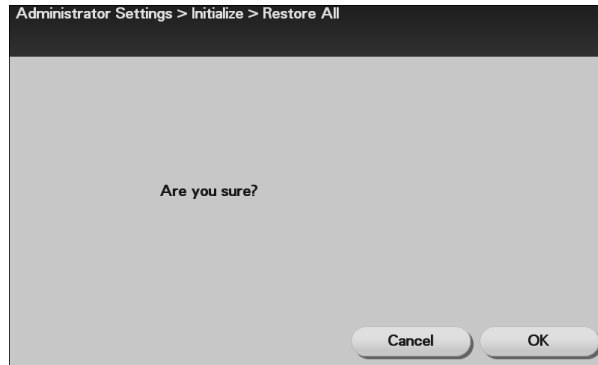 Administrator Settings > Initialize > Restore All
Are you sure?
Cancel
OK